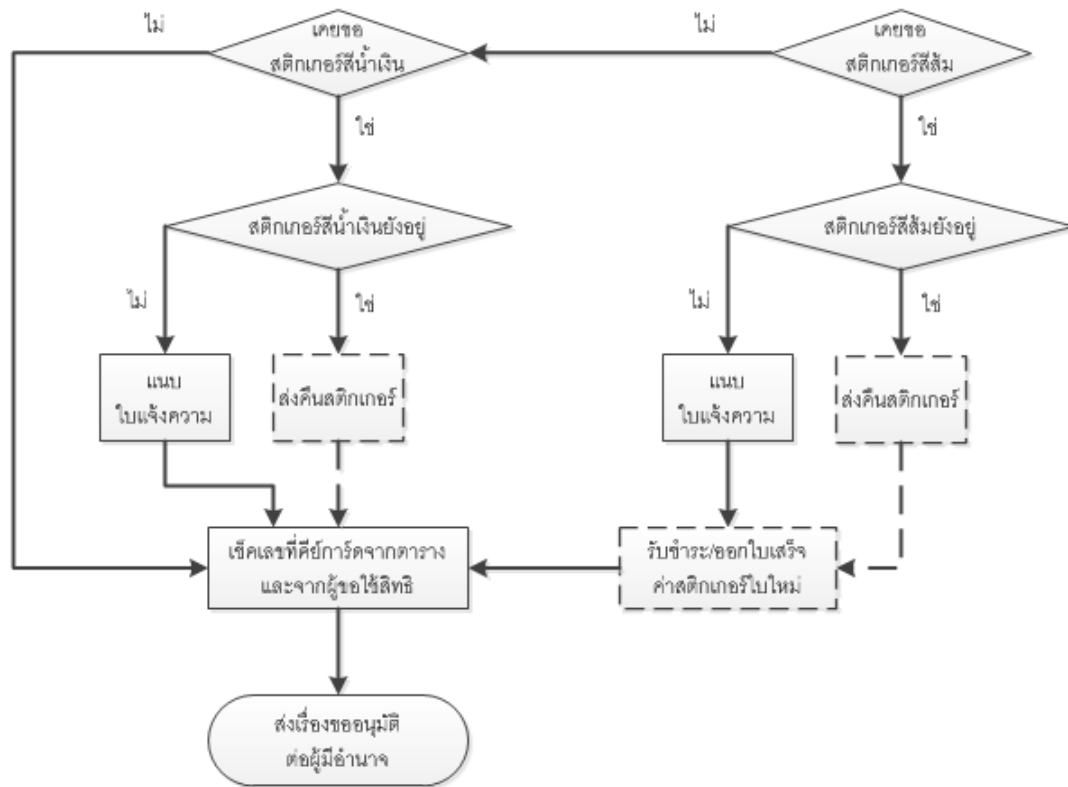 ไม่
เคยขอ
สติกเกอร์สีน้ำเงิน
ไม่
เคยขอ
สติกเกอร์สีส้ม
ใช่
ใช่
สติกเกอร์สีน้ำเงินยังอยู่
สติกเกอร์สีส้มยังอยู่
ไม่
ใช่
ไม่
ใช่
แนบ
ใบแจ้งความ
ส่งคืนสติกเกอร์
แนบ
ใบแจ้งความ
ส่งคืนสติกเกอร์
เช็คเลขที่คีย์การ์ดจากตาราง
และจากผู้ขอใช้สิทธิ
รับชำระ/ออกใบเสร็จ
ค่าสติกเกอร์ใบใหม่
ส่งเรื่องขออนุมัติ
ต่อผู้มีอำนาจ